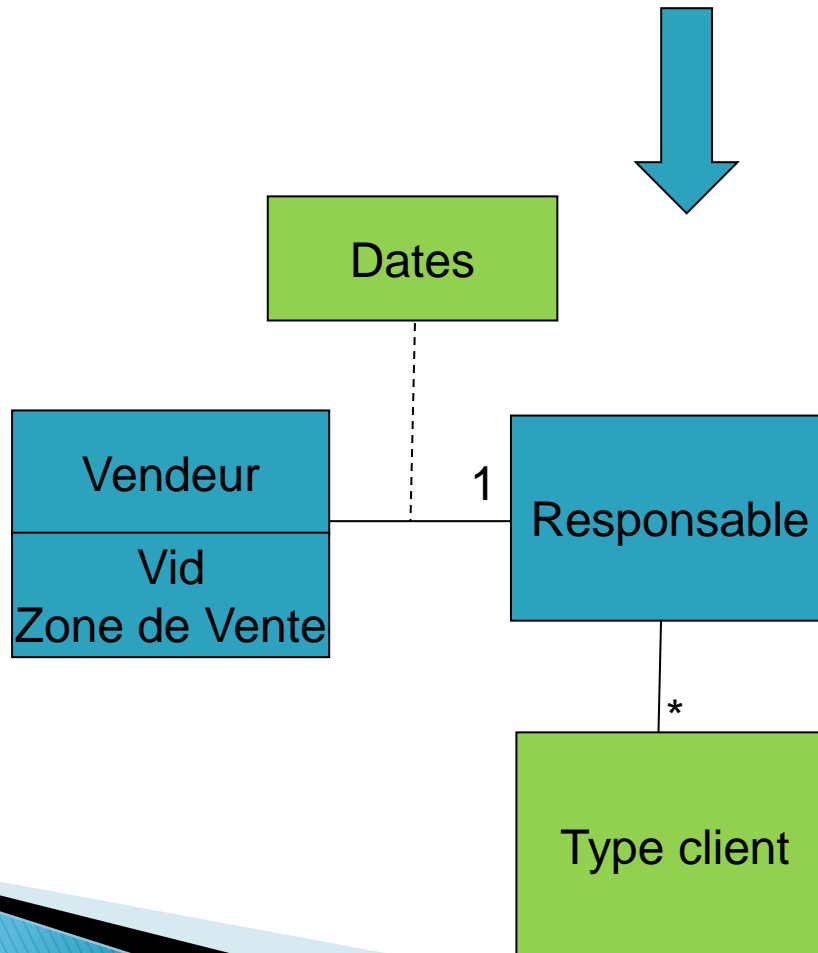 Dates
Vendeur
Vid
Zone de Vente
1
Responsable
*
Type client